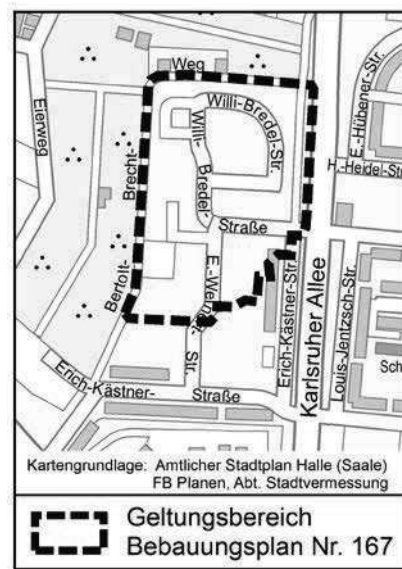 Weg
Eierweg
Willi-Bredel-Str.
E.-Hübener-Str.
Willi-
Bredel-
Straße
H.-Heidel-Str.
Bertolt-
Brecht-
Str.
Erich-Kästner-
Straße
Erich-Kästner-Str.
Karlsruher Allee
Louis-Jentzsch-Str.
Sch
Kartengrundlage: Amtlicher Stadtplan Halle (Saale)
FB Planen, Abt. Stadtvermessung
Geltungsbereich
Bebauungsplan Nr. 167